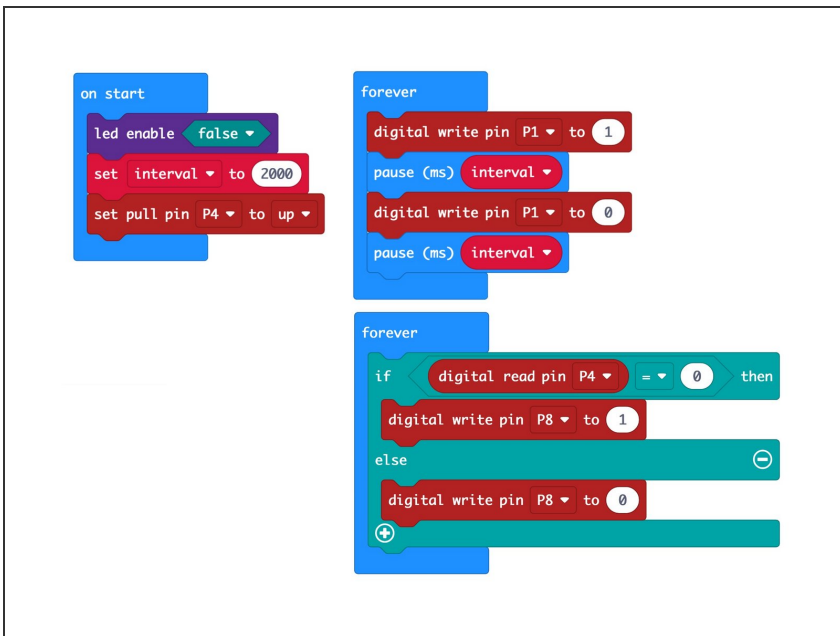 on start
led enable false
set interval to 2000
set pull pin P4 to up
forever
digital write pin P1 to 1
pause (ms) interval
digital write pin P1 to 0
pause (ms) interval
forever
if digital read pin P4 = 0 then
digital write pin P8 to 1
else
digital write pin P8 to 0